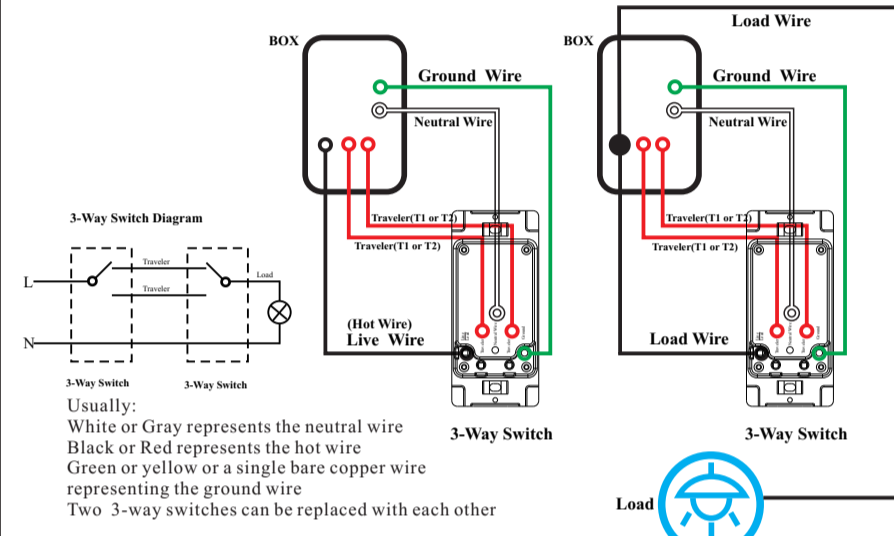 Load Wire
BOX
BOX
Ground Wire
Ground Wire
Neutral Wire
Neutral Wire
3-Way Switch Diagram
Traveler(T1 or T2)
Traveler(T1 or T2)
Traveler(T1 or T2)
Traveler(T1 or T2)
Traveler
Load
L
Traveler
(Hot Wire)
Live Wire
Load Wire
N
3-Way Switch
3-Way Switch
Usually:
White or Gray represents the neutral wire
Black or Red represents the hot wire
Green or yellow or a single bare copper wire
representing the ground wire
Two 3-way switches can be replaced with each other
3-Way Switch
3-Way Switch
Load